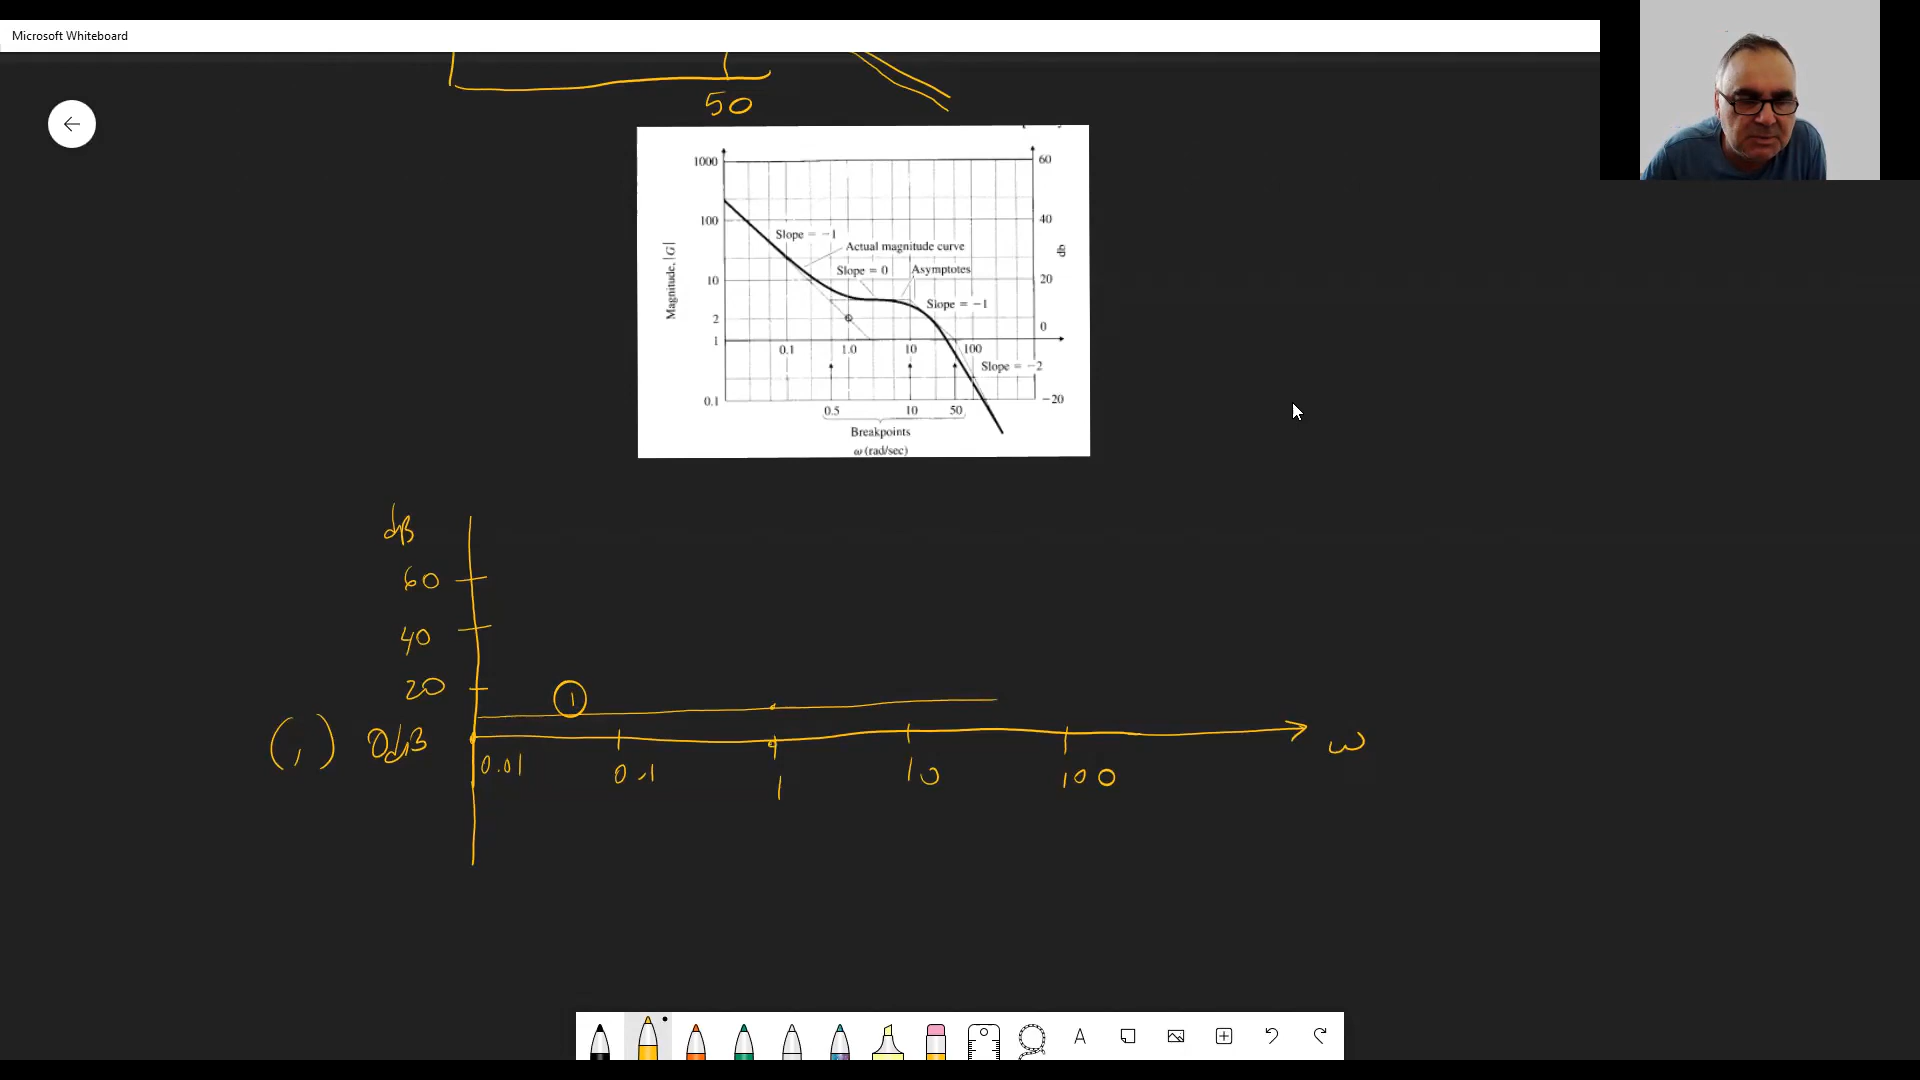 Microsoft Whiteboard
50
1000
60
100
Slope = −1
40
Actual magnitude curve
db
Magnitude, |G|
Slope = 0
Asymptotes
10
20
Slope = −1
2
0
1
0.1
1.0
10
100
Slope = −2
0.1
−20
0.5
10
50
Breakpoints
ω (rad/sec)
dB
60
40
20
1
(,) 0dB
ω
0.01
0.1
1
10
100
A